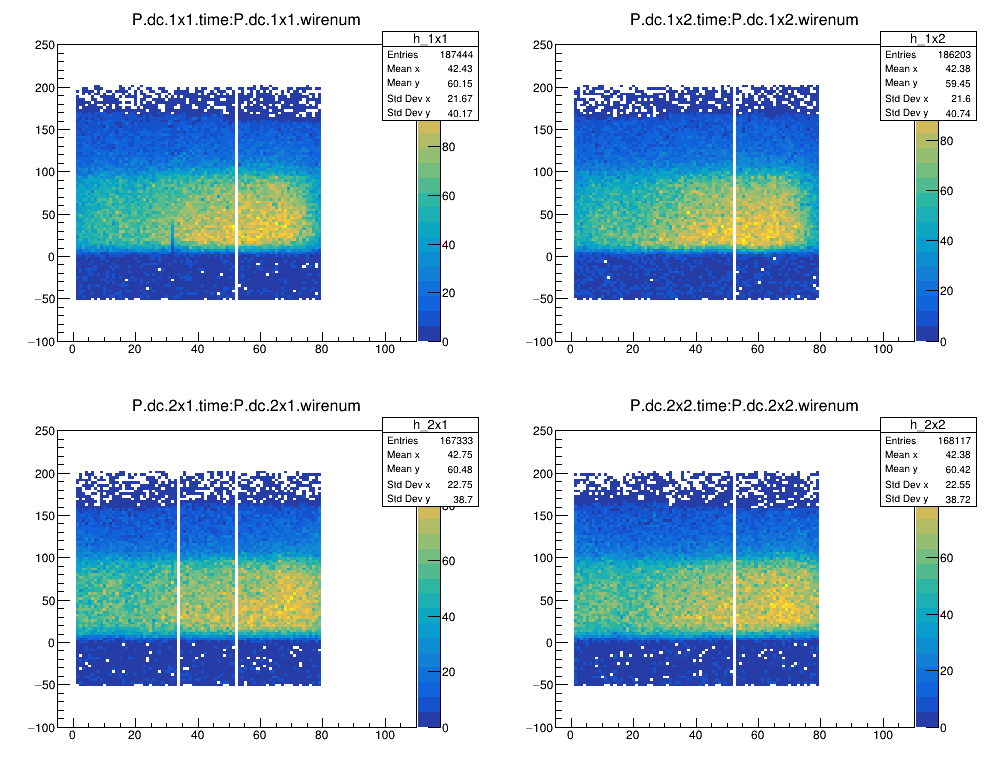 P.dc.1x1.time:P.dc.1x1.wirenum
h_1x1
Entries 187444
Mean x 42.43
Mean y 60.15
Std Dev x 21.67
Std Dev y 40.17
250
200
150
100
50
0
−50
−100
0 20 40 60 80 100
80
60
40
20
0
P.dc.1x2.time:P.dc.1x2.wirenum
h_1x2
Entries 186203
Mean x 42.38
Mean y 59.45
Std Dev x 21.6
Std Dev y 40.74
250
200
150
100
50
0
−50
−100
0 20 40 60 80 100
80
60
40
20
0
P.dc.2x1.time:P.dc.2x1.wirenum
h_2x1
Entries 167333
Mean x 42.75
Mean y 60.48
Std Dev x 22.75
Std Dev y 38.7
250
200
150
100
50
0
−50
−100
0 20 40 60 80 100
80
60
40
20
0
P.dc.2x2.time:P.dc.2x2.wirenum
h_2x2
Entries 168117
Mean x 42.38
Mean y 60.42
Std Dev x 22.55
Std Dev y 38.72
250
200
150
100
50
0
−50
−100
0 20 40 60 80 100
60
40
20
0